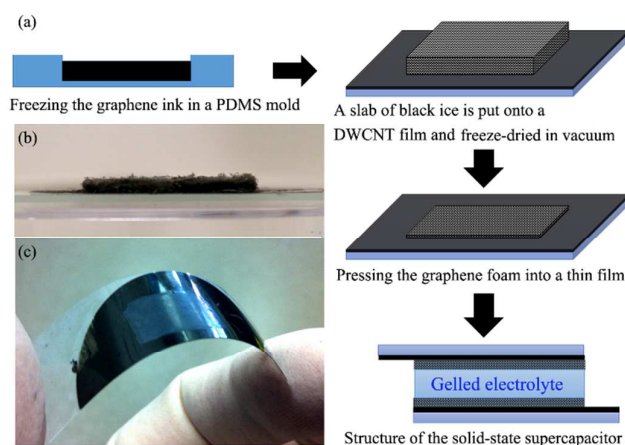 (a)
Freezing the graphene ink in a PDMS mold
A slab of black ice is put onto a
DWCNT film and freeze-dried in vacuum
(b)
Pressing the graphene foam into a thin film
(c)
Gelled electrolyte
Structure of the solid-state supercapacitor